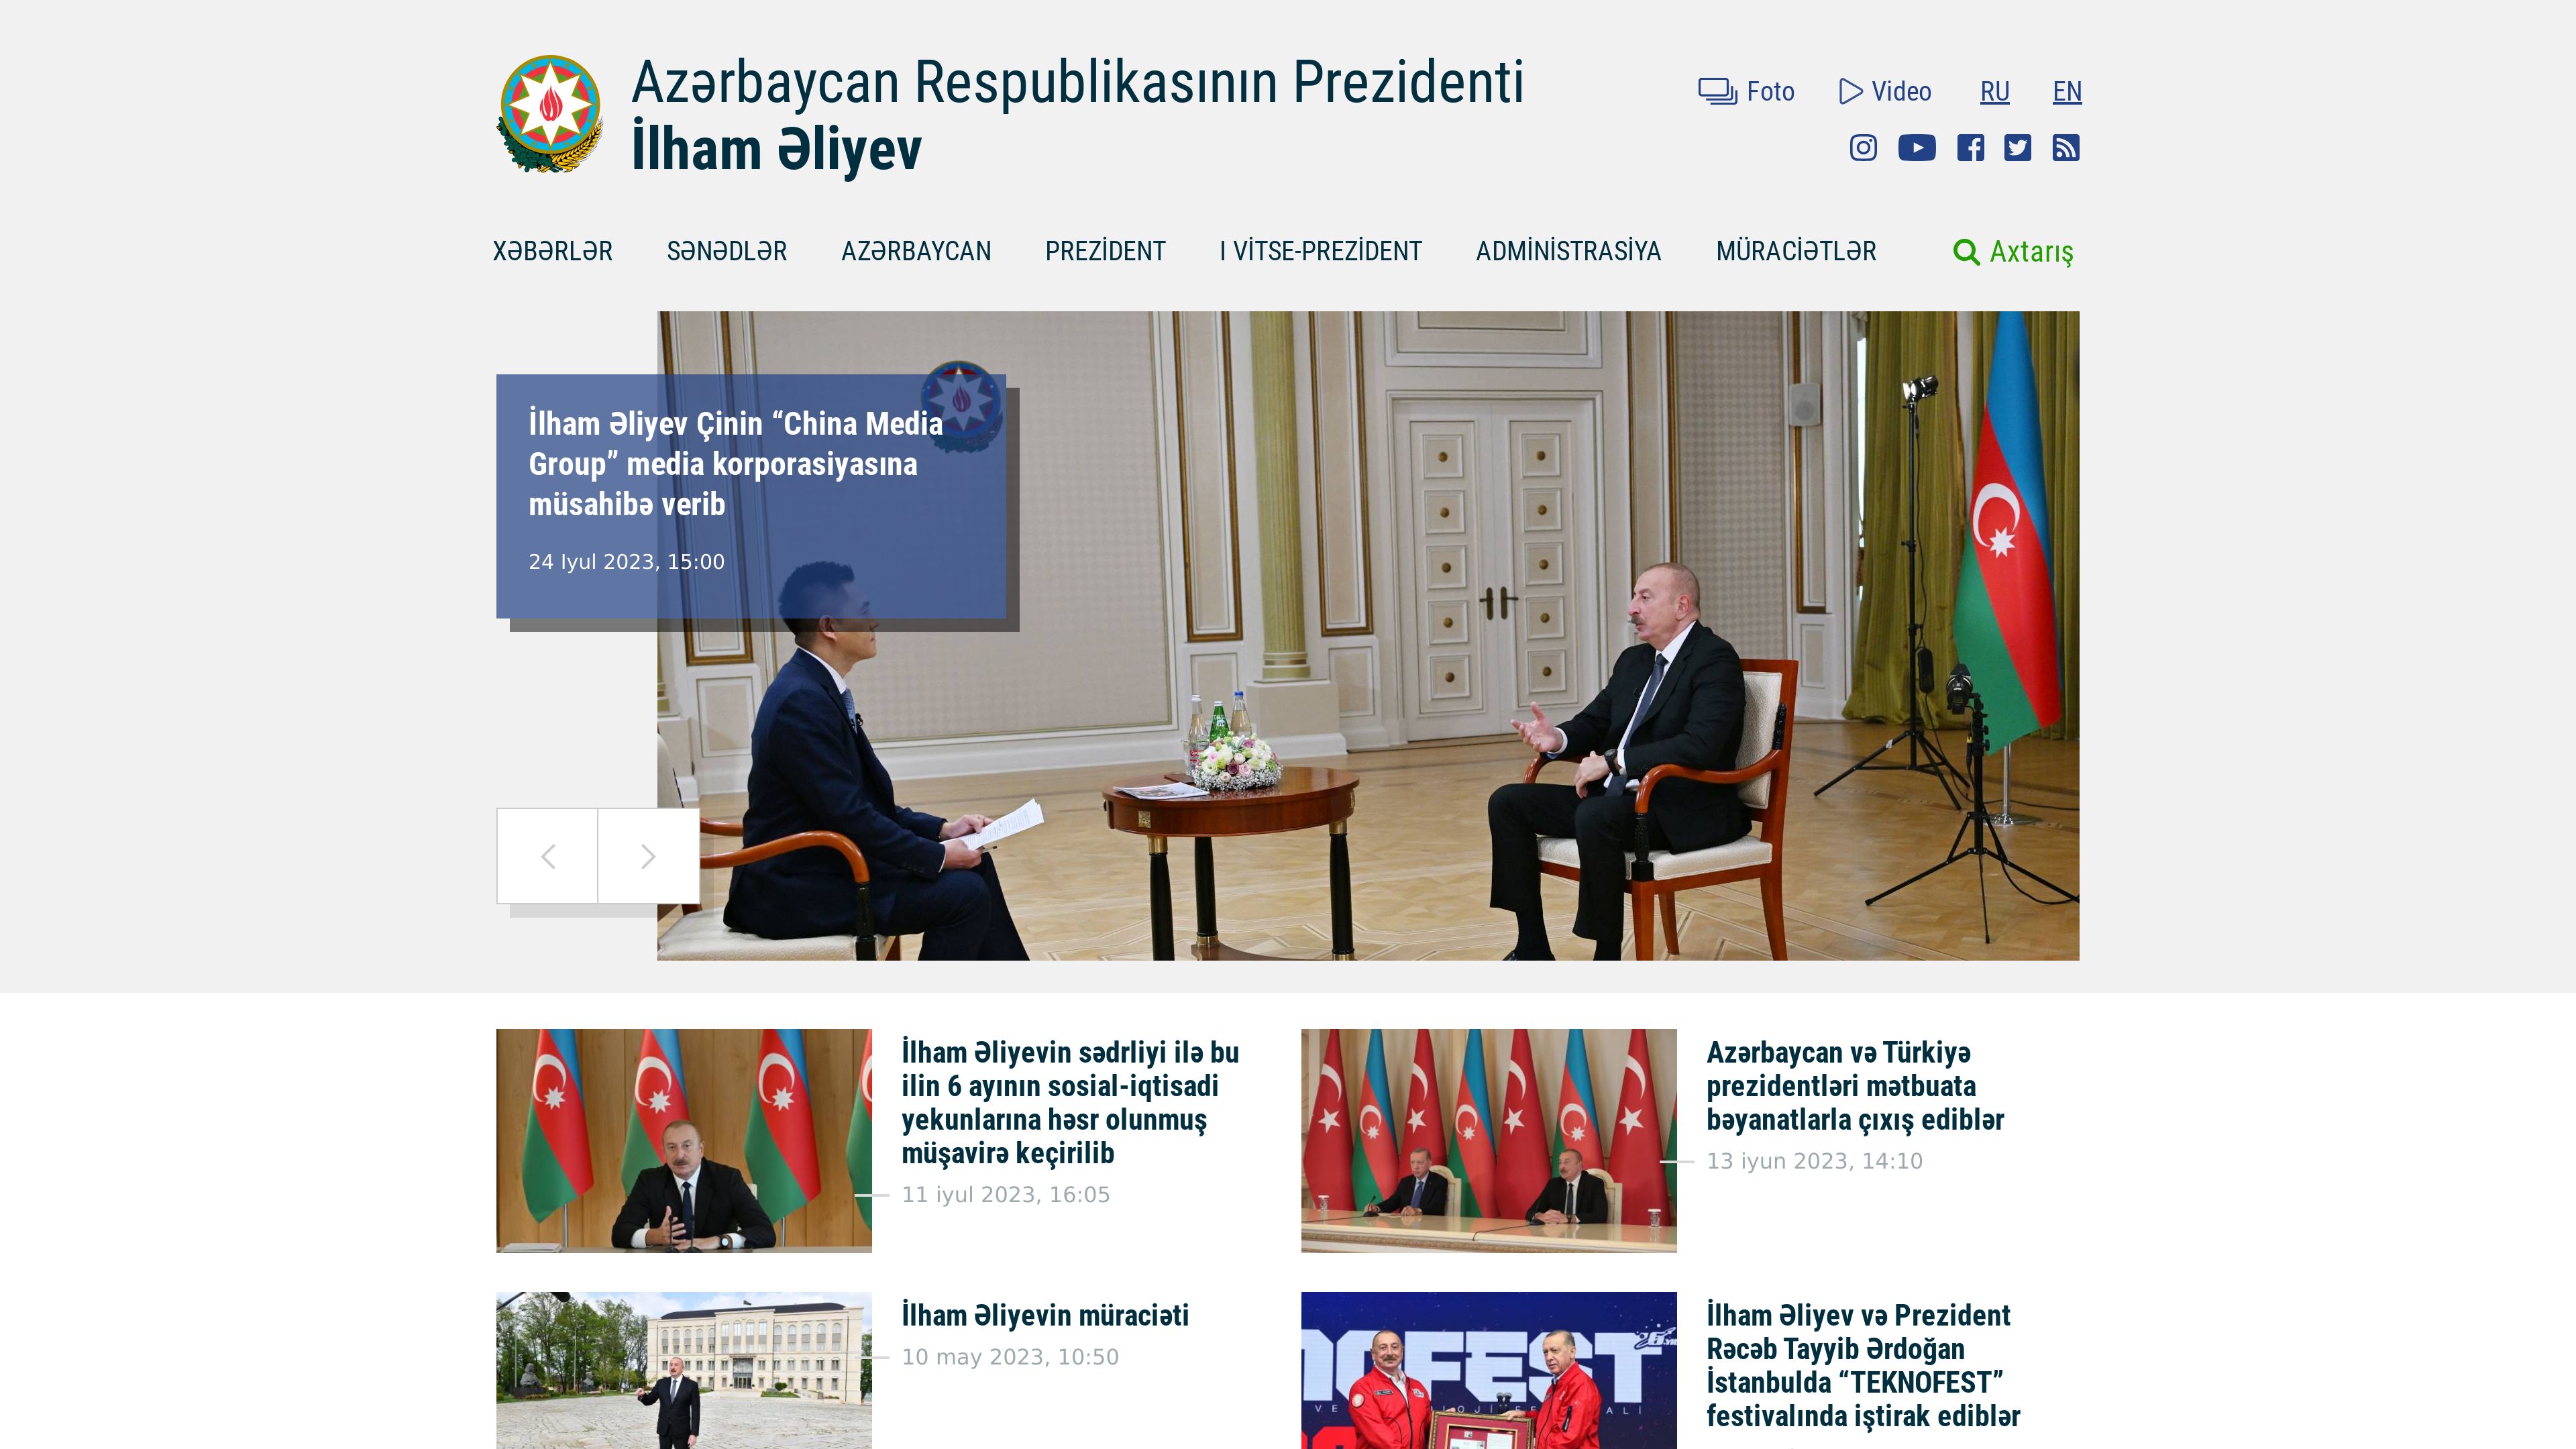 Azərbaycan Respublikasının Prezidenti
İlham Əliyev
Foto
Video
RU
EN
XƏBƏRLƏR
SƏNƏDLƏR
AZƏRBAYCAN
PREZİDENT
I VİTSE-PREZİDENT
ADMİNİSTRASİYA
MÜRACİƏTLƏR
Axtarış
İlham Əliyev Çinin “China Media
Group” media korporasiyasına
müsahibə verib
24 Iyul 2023, 15:00
İlham Əliyevin sədrliyi ilə bu
ilin 6 ayının sosial-iqtisadi
yekunlarına həsr olunmuş
müşavirə keçirilib
11 iyul 2023, 16:05
Azərbaycan və Türkiyə
prezidentləri mətbuata
bəyanatlarla çıxış ediblər
13 iyun 2023, 14:10
İlham Əliyevin müraciəti
10 may 2023, 10:50
NOFEST
İlham Əliyev və Prezident
Rəcəb Tayyib Ərdoğan
İstanbulda “TEKNOFEST”
festivalında iştirak ediblər